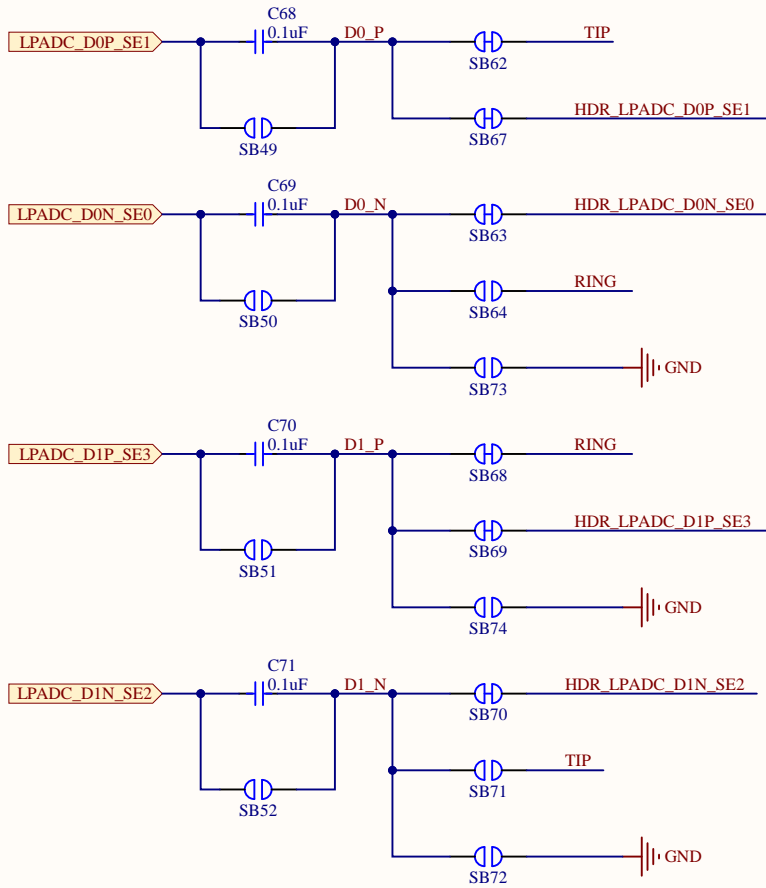 C68
LPADC_D0P_SE1
0.1uF
D0_P
TIP
SB62
HDR_LPADC_D0P_SE1
SB49
SB67
C69
LPADC_D0N_SE0
0.1uF
D0_N
HDR_LPADC_D0N_SE0
SB63
RING
SB50
SB64
GND
SB73
C70
LPADC_D1P_SE3
0.1uF
D1_P
RING
SB68
HDR_LPADC_D1P_SE3
SB51
SB69
GND
SB74
C71
LPADC_D1N_SE2
0.1uF
D1_N
HDR_LPADC_D1N_SE2
SB70
TIP
SB52
SB71
GND
SB72